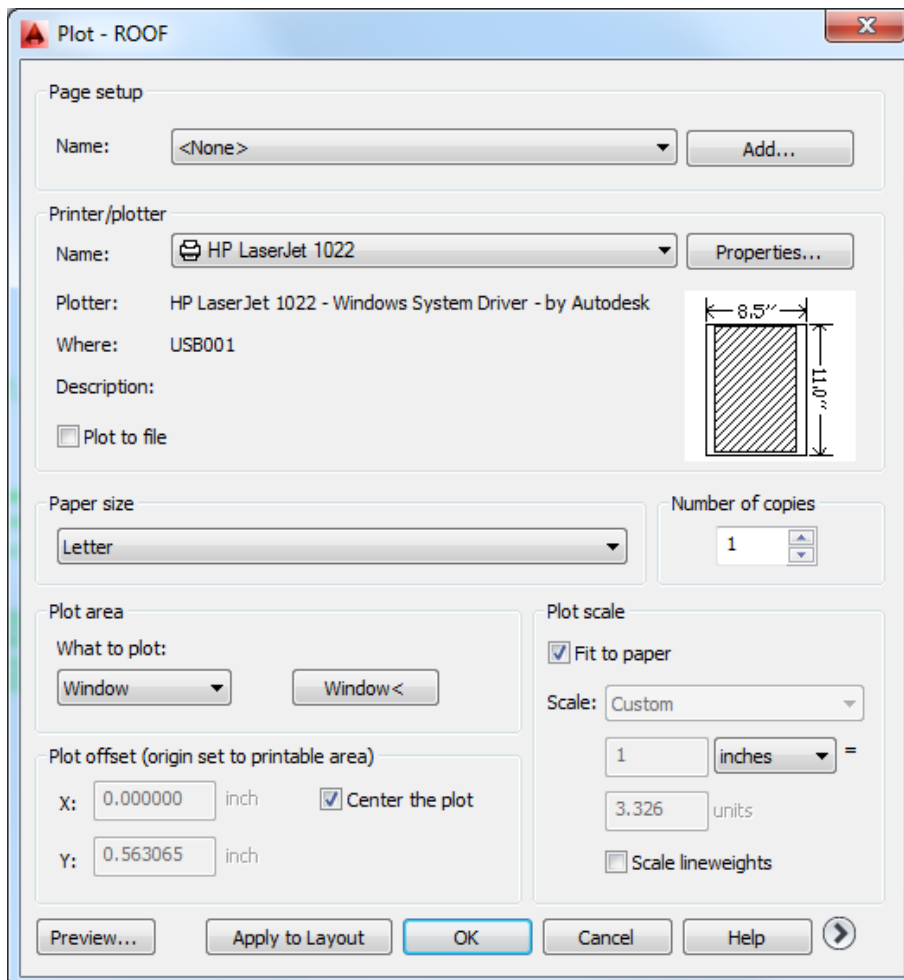 Plot - ROOF
Page setup
Name: <None> Add...
Printer/plotter
Name: HP LaserJet 1022 Properties...
Plotter: HP LaserJet 1022 - Windows System Driver - by Autodesk
Where: USB001
Description:
Plot to file
8.5''
11.0''
Paper size
Letter
Number of copies
1
Plot area
What to plot:
Window Window<
Plot offset (origin set to printable area)
X: 0.000000 inch Center the plot
Y: 0.563065 inch
Plot scale
Fit to paper
Scale: Custom
1 inches =
3.326 units
Scale lineweights
Preview... Apply to Layout OK Cancel Help